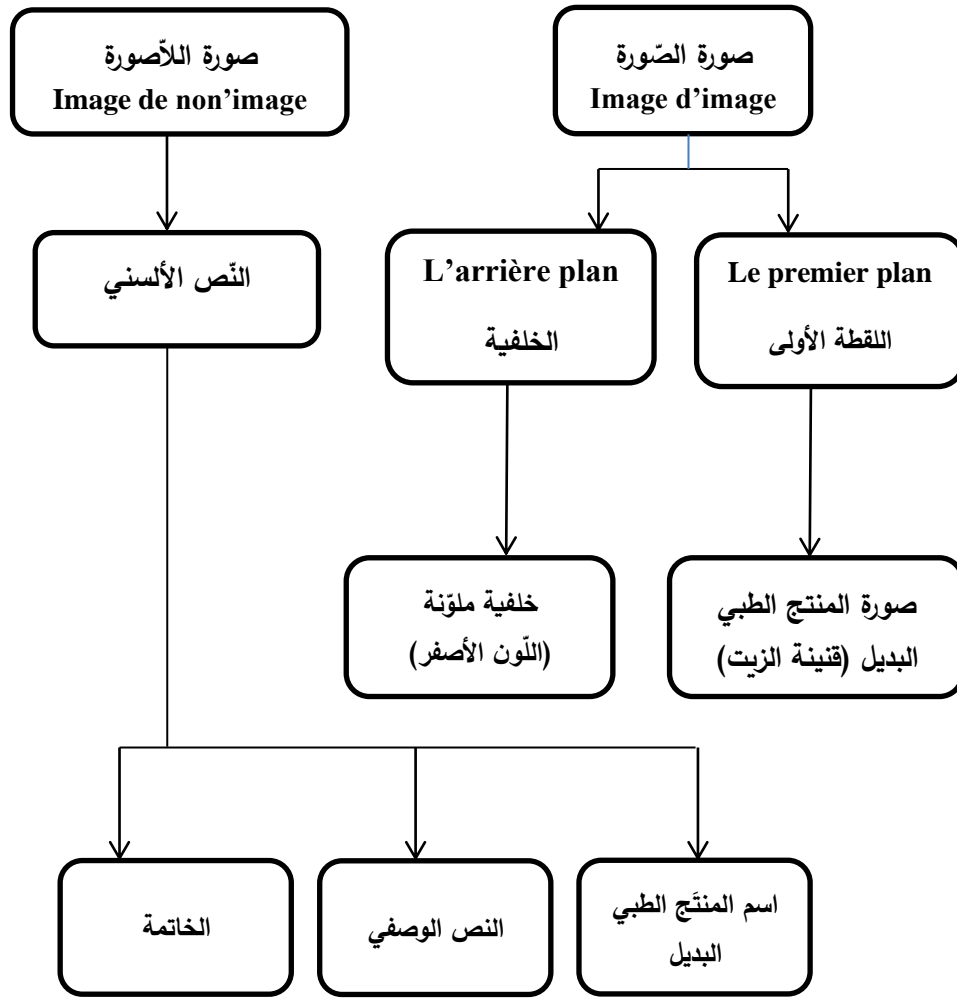 صورة الصّورة
Image d’image
صورة اللاّصورة
Image de non’image
Le premier plan
اللقطة الأولى
L’arrière plan
الخلفية
النّص الألسني
صورة المنتج الطبي
البديل (قنينة الزيت)
خلفية ملوّنة
(اللّون الأصفر)
اسم المنتَج الطبي
البديل
النص الوصفي
الخاتمة